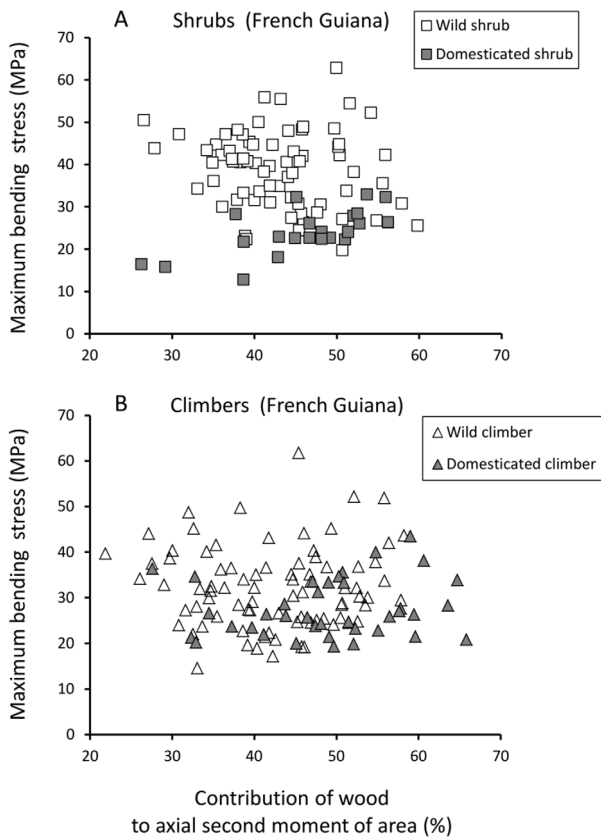 A Shrubs (French Guiana)
Wild shrub
Domesticated shrub
Maximum bending stress (MPa)
70
60
50
40
30
20
10
0
20 30 40 50 60 70
B Climbers (French Guiana)
Wild climber
Domesticated climber
Maximum bending stress (MPa)
70
60
50
40
30
20
10
0
20 30 40 50 60 70
Contribution of wood
to axial second moment of area (%)